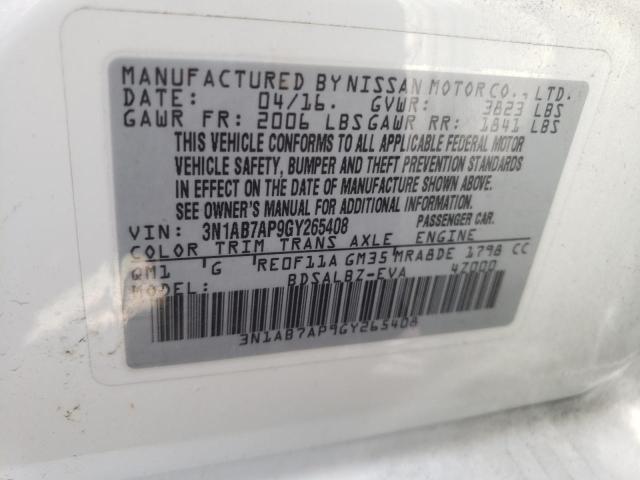 MANUFACTURED BY NISSAN MOTOR CO., LTD.
DATE: 04/16. GVWR: 3823 LBS
GAWR FR: 2006 LBS GAWR RR: 1841 LBS
THIS VEHICLE CONFORMS TO ALL APPLICABLE FEDERAL MOTOR
VEHICLE SAFETY, BUMPER AND THEFT PREVENTION STANDARDS
IN EFFECT ON THE DATE OF MANUFACTURE SHOWN ABOVE.
SEE OWNER'S MANUAL FOR ADDITIONAL INFORMATION.
VIN: 3N1AB7AP9GY265408 PASSENGER CAR.
COLOR TRIM TRANS AXLE ENGINE
QM1 G RE0F11A GM35 MRA8DE 1798 CC
MODEL: BDSALBZ-EVA 4Z000
3N1AB7AP9GY265408